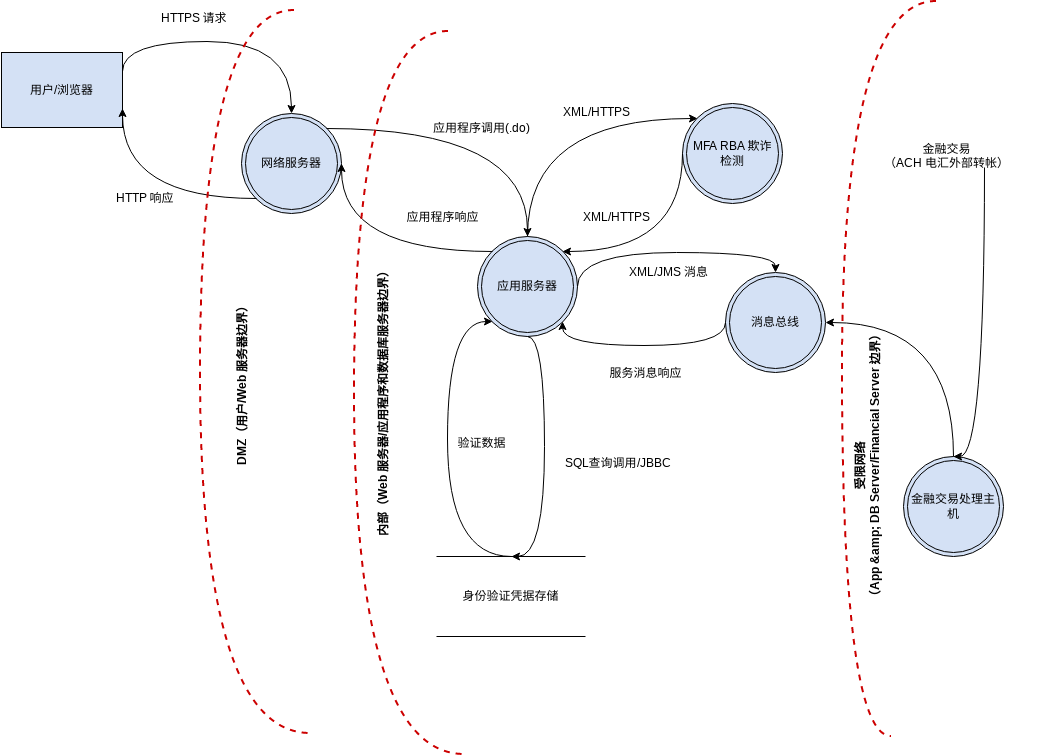 HTTPS 请求
用户/浏览器
HTTP 响应
网络服务器
应用程序调用(.do)
应用程序响应
XML/HTTPS
MFA RBA 欺诈
检测
XML/HTTPS
应用服务器
XML/JMS 消息
消息总线
服务消息响应
金融交易
（ACH 电汇外部转帐）
DMZ（用户/Web 服务器边界）
内部（Web 服务器/应用程序和数据库服务器边界）
受限网络
（App &amp; DB Server/Financial Server 边界）
验证数据
SQL查询调用/JBBC
金融交易处理主
机
身份验证凭据存储